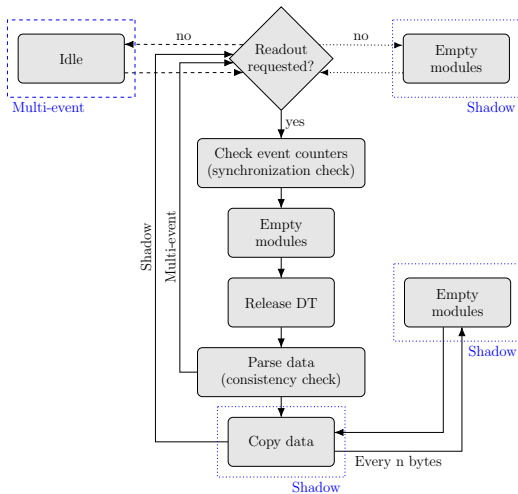 no
no
Idle
Readout
requested?
Empty
modules
Multi-event
Shadow
yes
Check event counters
(synchronization check)
Empty
modules
Shadow
Multi-event
Release DT
Empty
modules
Shadow
Parse data
(consistency check)
Copy data
Every n bytes
Shadow